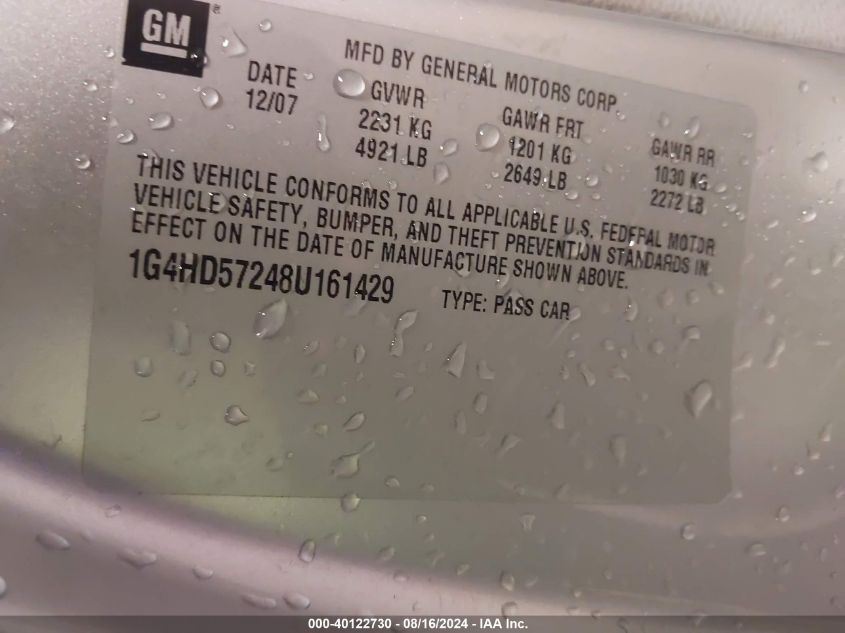 GM
MFD BY GENERAL MOTORS CORP.
DATE GVWR GAWR FRT GAWR RR
12/07 2231 KG 1201 KG 1030 KG
4921 LB 2649 LB 2272 LB
THIS VEHICLE CONFORMS TO ALL APPLICABLE U.S. FEDERAL MOTOR
VEHICLE SAFETY, BUMPER, AND THEFT PREVENTION STANDARDS IN
EFFECT ON THE DATE OF MANUFACTURE SHOWN ABOVE.
1G4HD57248U161429 TYPE: PASS CAR
000-40122730 - 08/16/2024 - IAA Inc.